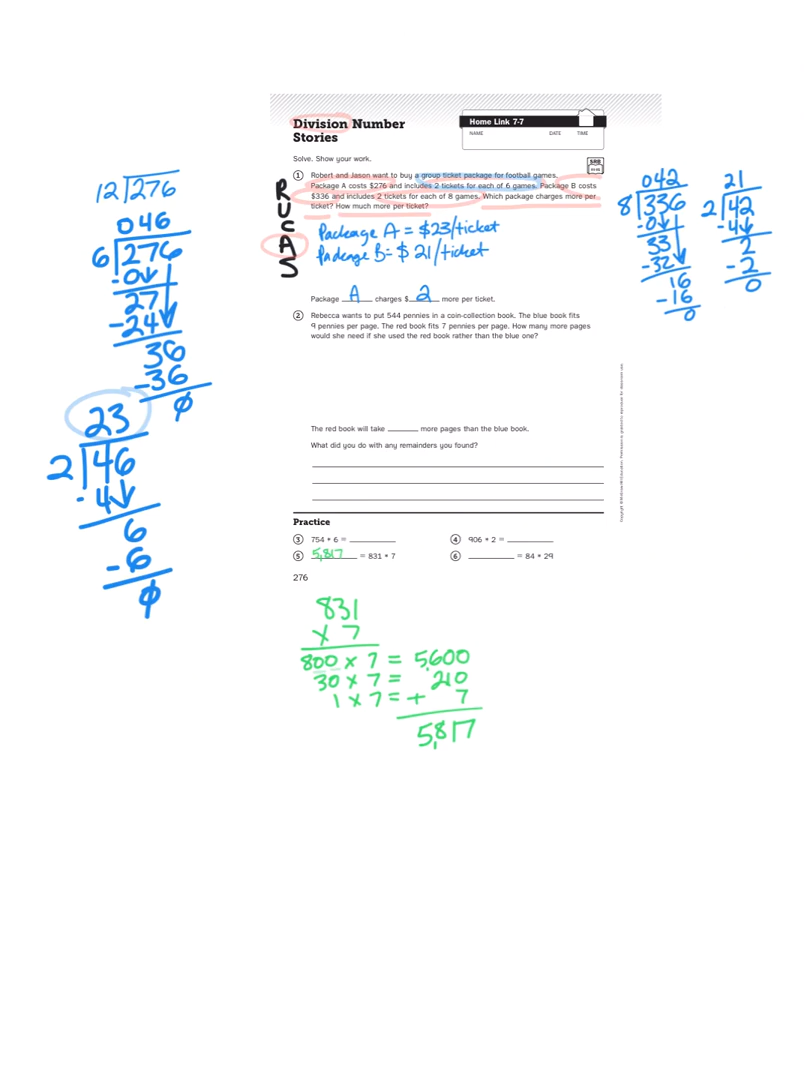 Division Number
Stories
Home Link 7-7
NAME DATE TIME
Solve. Show your work.
SRB
R
U
C
A
S
① Robert and Jason want to buy a group ticket package for football games.
Package A costs $276 and includes 2 tickets for each of 6 games. Package B costs
$336 and includes 2 tickets for each of 8 games. Which package charges more per
ticket? How much more per ticket?
Package A = $23/ticket
Package B = $21/ticket
Package A charges $ 2 more per ticket.
② Rebecca wants to put 544 pennies in a coin-collection book. The blue book fits
9 pennies per page. The red book fits 7 pennies per page. How many more pages
would she need if she used the red book rather than the blue one?
The red book will take ______ more pages than the blue book.
What did you do with any remainders you found?
Practice
③ 754 * 6 = ______ ④ 906 * 2 = ______
⑤ 5,817 = 831 * 7 ⑥ ______ = 84 * 29
276
831
x 7
800 x 7 = 5,600
30 x 7 = 210
1 x 7 = + 7
5,817
12 276
046
6 276
-0
27
-24
36
-36
0
23
2 46
-4
6
-6
0
042
8 336
-0
33
-32
16
-16
0
21
2 42
-4
2
-2
0